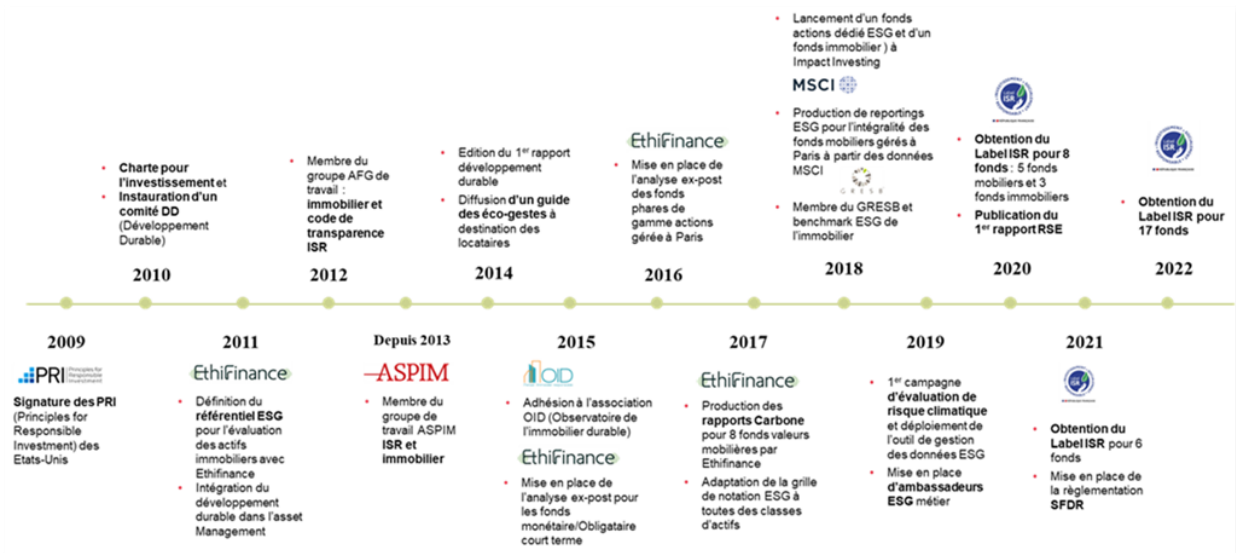 • Charte pour
l'investissement et
• Instauration d'un
comité DD
(Développement
Durable)
2010
• Membre du
groupe AFG de
travail :
immobilier et
code de
transparence
ISR
2012
• Edition du 1er rapport
développement
durable
• Diffusion d'un guide
des éco-gestes à
destination des
locataires
2014
EthiFinance
• Mise en place de
l'analyse ex-post
des fonds
phares de
gamme actions
gérée à Paris
2016
• Lancement d'un fonds
actions dédié ESG et d'un
fonds immobilier ) à
Impact Investing
MSCI
• Production de reportings
ESG pour l'intégralité des
fonds mobiliers gérés à
Paris à partir des données
MSCI
GRESB
• Membre du GRESB et
benchmark ESG de
l'immobilier
2018
ISR
• Obtention du
Label ISR pour 8
fonds : 5 fonds
mobiliers et 3
fonds immobiliers
• Publication du
1er rapport RSE
2020
ISR
• Obtention du
Label ISR pour
17 fonds
2022
2009
PRI Principles for
Responsible
Investment
Signature des PRI
(Principles for
Responsible
Investment) des
Etats-Unis
2011
EthiFinance
• Définition du
référentiel ESG
pour l'évaluation
des actifs
immobiliers avec
Ethifinance
• Intégration du
développement
durable dans l'asset
Management
Depuis 2013
ASPIM
• Membre du
groupe de
travail ASPIM
ISR et
immobilier
2015
OID
• Adhésion à l'association
OID (Observatoire de
l'immobilier durable)
EthiFinance
• Mise en place de
l'analyse ex-post pour
les fonds
monétaire/Obligataire
court terme
2017
EthiFinance
• Production des
rapports Carbone
pour 8 fonds valeurs
mobilières par
Ethifinance
• Adaptation de la grille
de notation ESG à
toutes des classes
d'actifs
2019
• 1er campagne
d'évaluation de
risque climatique
et déploiement de
l'outil de gestion
des données ESG
• Mise en place
d'ambassadeurs
ESG métier
2021
ISR
• Obtention du
Label ISR pour 6
fonds
• Mise en place de
la règlementation
SFDR